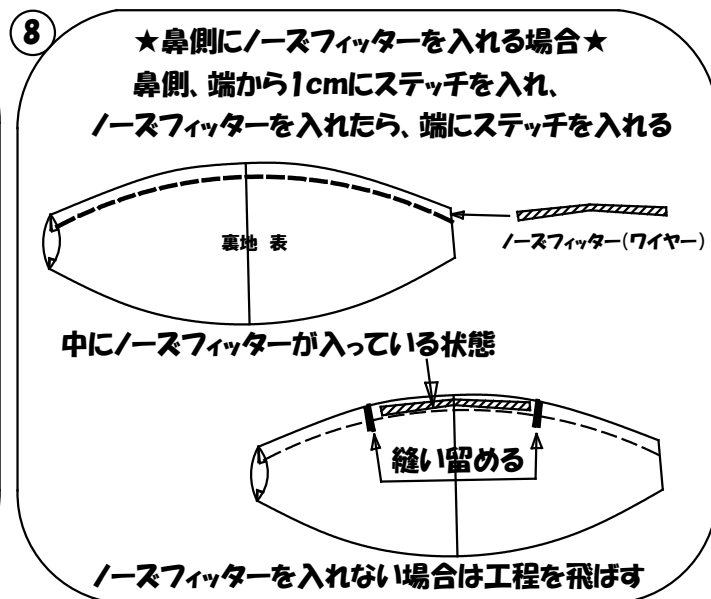 ⑧
★鼻側にノーズフィッターを入れる場合★
鼻側、端から1cmにステッチを入れ、
ノーズフィッターを入れたら、端にステッチを入れる
裏地 表
ノーズフィッター(ワイヤー)
中にノーズフィッターが入っている状態
縫い留める
ノーズフィッターを入れない場合は工程を飛ばす